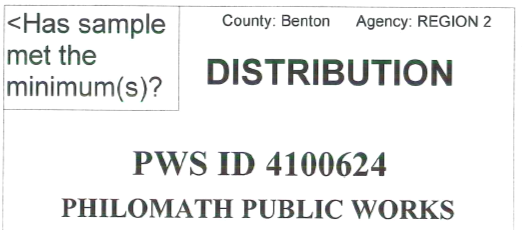 <Has sample met the minimum(s)?
County: Benton Agency: REGION 2
DISTRIBUTION
PWS ID 4100624
PHILOMATH PUBLIC WORKS